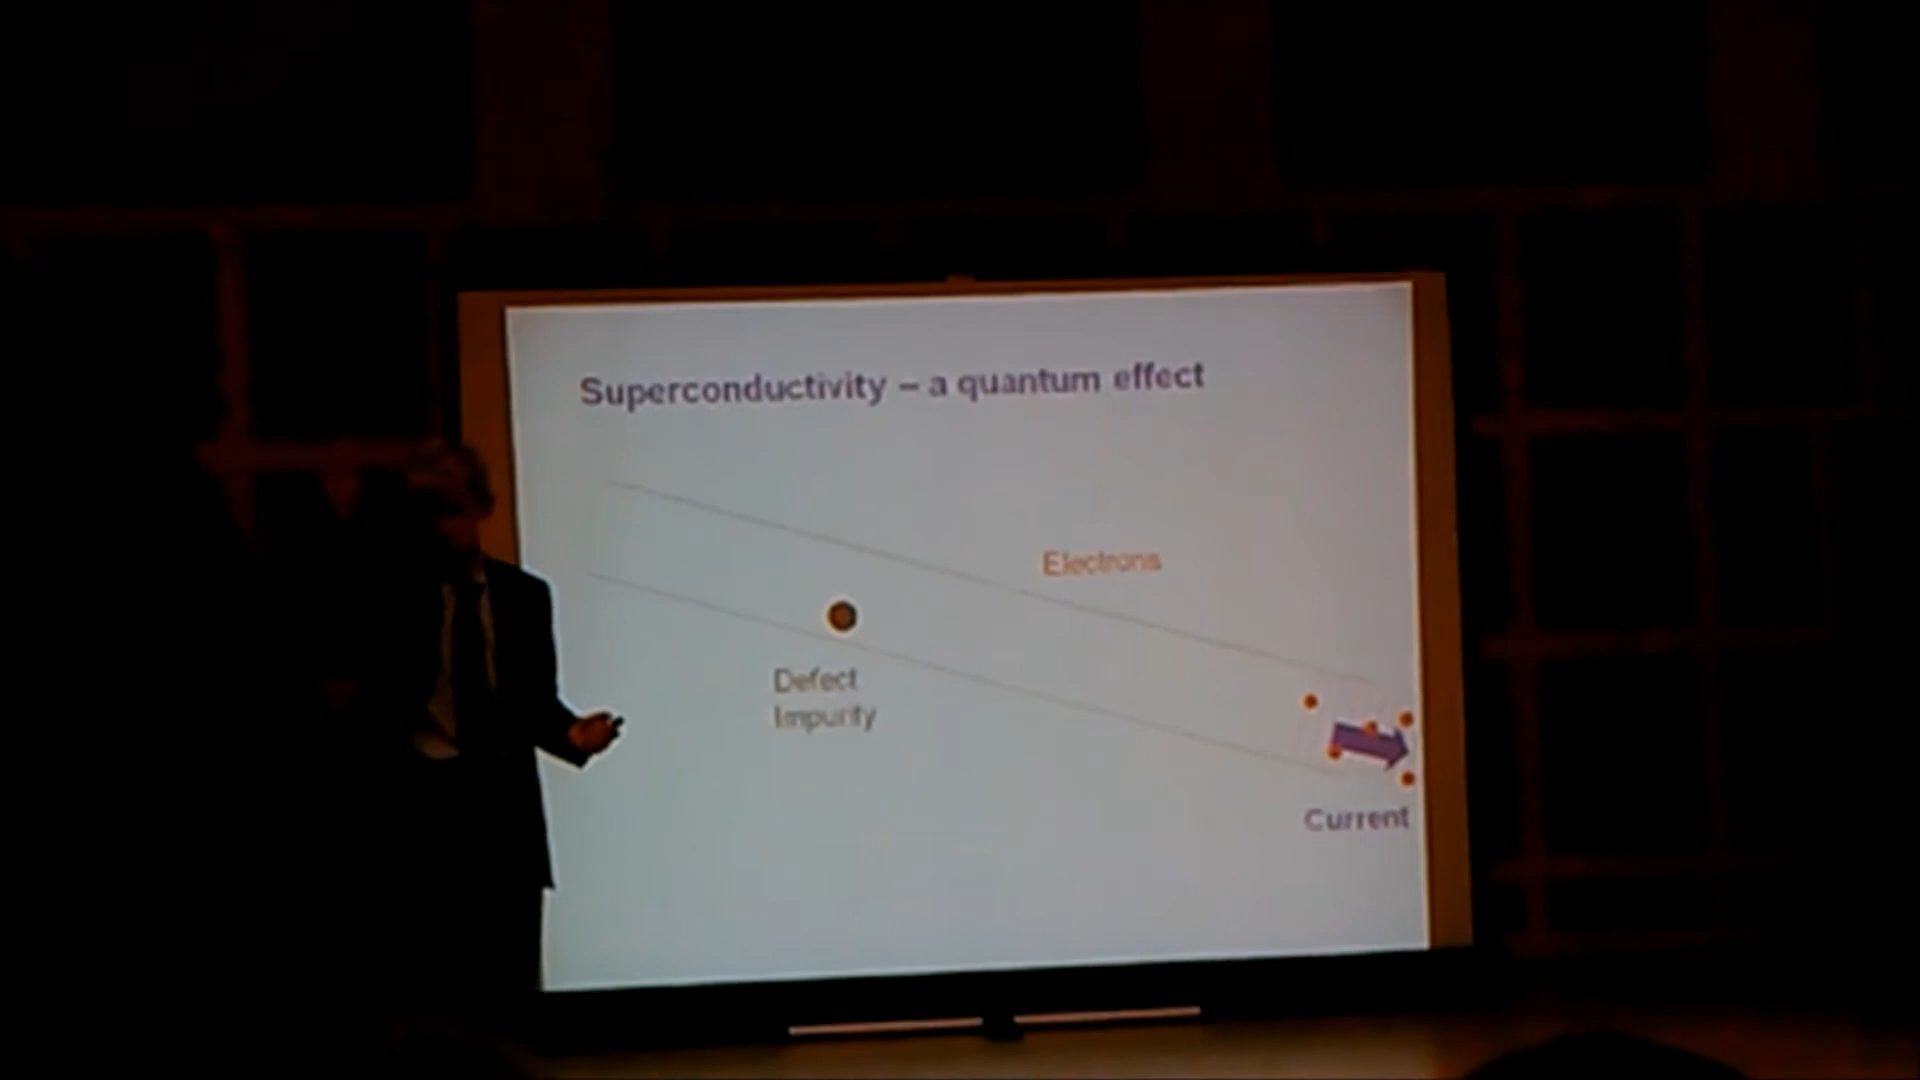 Superconductivity – a quantum effect
Electrons
Defect
Impurity
Current